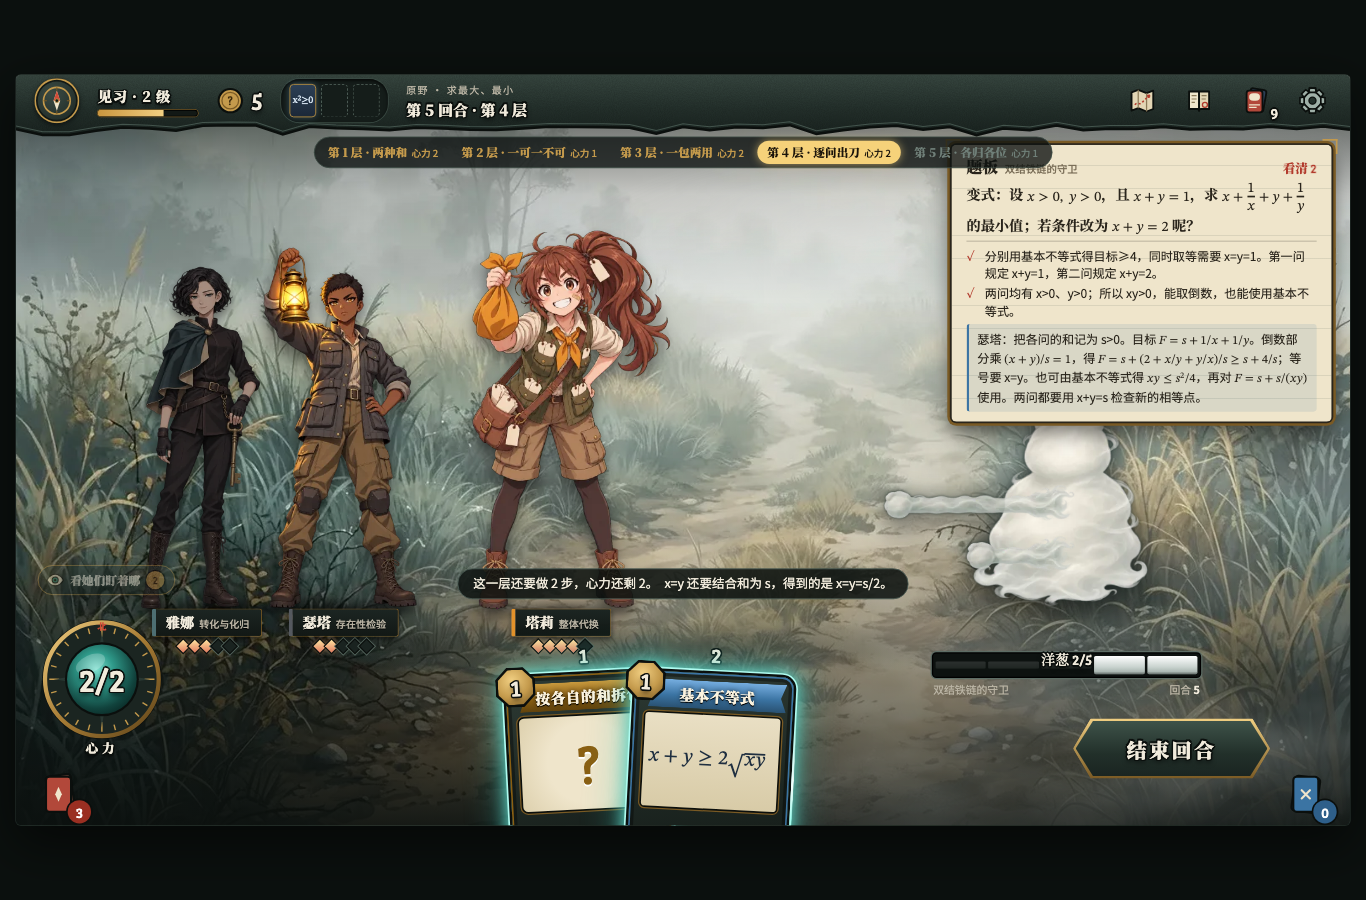 见习 · 2 级
?
5
x²≥0
原野 · 求最大、最小
第 5 回合 · 第 4 层
9
第 1 层 · 两种和 心力 2
第 2 层 · 一可一不可 心力 1
第 3 层 · 一包两用 心力 2
第 4 层 · 逐问出刀 心力 2
第 5 层 · 各归各位 心力 1
题板 双结铁链的守卫
看清 2
变式：设 x > 0, y > 0，且 x + y = 1，求 x + 1/x + y + 1/y
的最小值；若条件改为 x + y = 2 呢？
√ 分别用基本不等式得目标≥4，同时取等需要 x=y=1。第一问
规定 x+y=1，第二问规定 x+y=2。
√ 两问均有 x>0、y>0；所以 xy>0，能取倒数，也能使用基本不
等式。
瑟塔：把各问的和记为 s>0。目标 F = s + 1/x + 1/y。倒数部
分乘 (x + y)/s = 1，得 F = s + (2 + x/y + y/x)/s ≥ s + 4/s；等
号要 x=y。也可由基本不等式得 xy ≤ s²/4，再对 F = s + s/(xy)
使用。两问都要用 x+y=s 检查新的相等点。
看她们盯着哪 2
这一层还要做 2 步，心力还剩 2。 x=y 还要结合和为 s，得到的是 x=y=s/2。
雅娜 转化与化归
瑟塔 存在性检验
塔莉 整体代换
2/2
心力
3
1
1
按各自的和拆
?
2
1
基本不等式
x + y ≥ 2√xy
洋葱 2/5
双结铁链的守卫
回合 5
结束回合
0